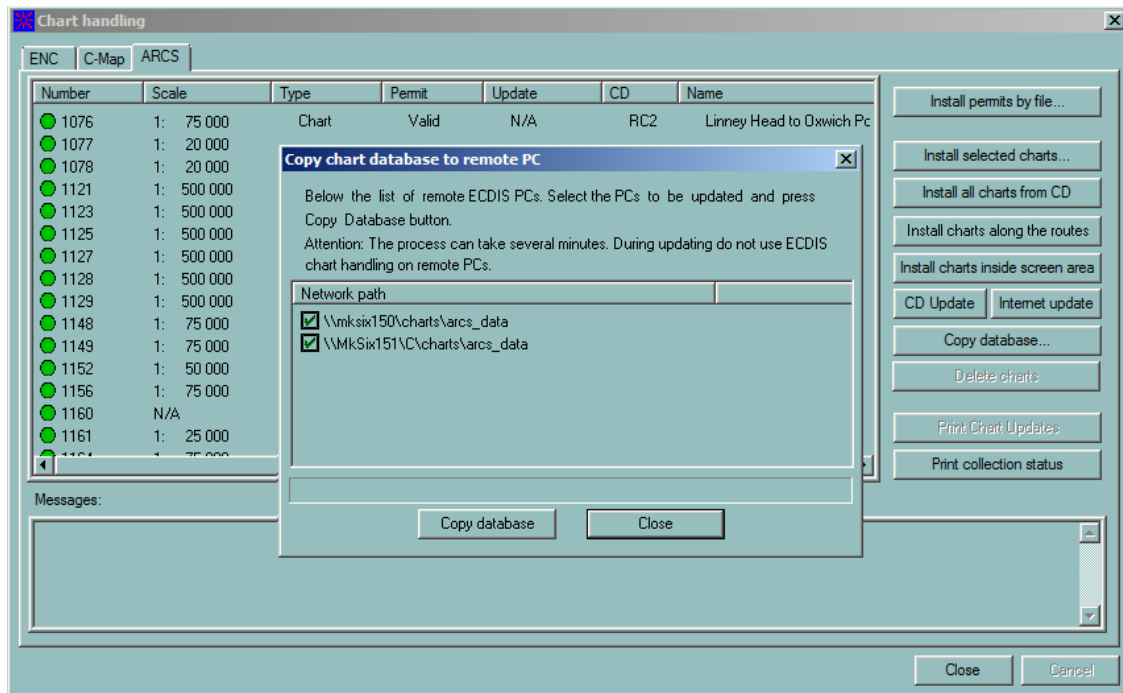 Chart handling
ENC C-Map ARCS
Number Scale Type Permit Update CD Name
1076 1: 75 000 Chart Valid N/A RC2 Linney Head to Oxwich Pc
1077 1: 20 000
1078 1: 20 000
1121 1: 500 000
1123 1: 500 000
1125 1: 500 000
1127 1: 500 000
1128 1: 500 000
1129 1: 500 000
1148 1: 75 000
1149 1: 75 000
1152 1: 50 000
1156 1: 75 000
1160 N/A
1161 1: 25 000
1164 1: 75 000
Copy chart database to remote PC
Below the list of remote ECDIS PCs. Select the PCs to be updated and press
Copy Database button.
Attention: The process can take several minutes. During updating do not use ECDIS
chart handling on remote PCs.
Network path
\\mksix150\charts\arcs_data
\\MkSix151\C\charts\arcs_data
Copy database Close
Install permits by file...
Install selected charts...
Install all charts from CD
Install charts along the routes
Install charts inside screen area
CD Update Internet update
Copy database...
Delete charts
Print Chart Updates
Print collection status
Messages:
Close Cancel